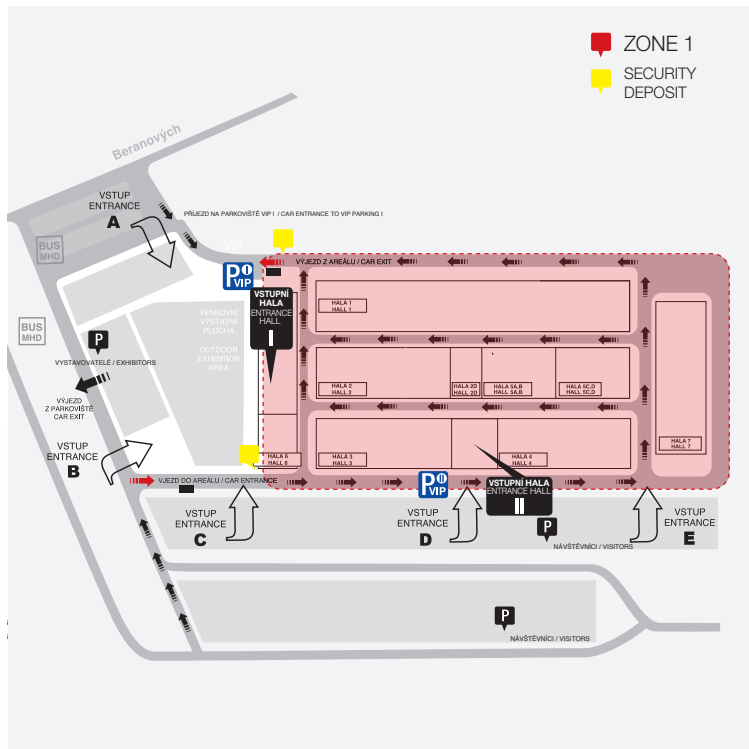 ZONE 1
SECURITY
DEPOSIT
Beranových
VSTUP
ENTRANCE
A
PŘÍJEZD NA PARKOVIŠTĚ VIP I / CAR ENTRANCE TO VIP PARKING I
BUS
MHD
VIP
VÝJEZD Z AREÁLU / CAR EXIT
P I
VIP
VSTUPNÍ
HALA
ENTRANCE
HALL
I
HALA 1
HALL 1
VENKOVNÍ
VÝSTAVNÍ
PLOCHA
OUTDOOR
EXHIBITION
AREA
BUS
MHD
P
VYSTAVOVATELÉ / EXHIBITORS
VÝJEZD
Z PARKOVIŠTĚ
CAR EXIT
HALA 2
HALL 2
HALA 2D
HALL 2D
HALA 5A,B
HALL 5A,B
HALA 5C,D
HALL 5C,D
HALA 7
HALL 7
VSTUP
ENTRANCE
B
HALA 6
HALL 6
HALA 3
HALL 3
HALA 4
HALL 4
VJEZD DO AREÁLU / CAR ENTRANCE
P II
VIP
VSTUPNÍ HALA
ENTRANCE HALL
II
VSTUP
ENTRANCE
C
VSTUP
ENTRANCE
D
P
VSTUP
ENTRANCE
E
NÁVŠTĚVNÍCI / VISITORS
P
NÁVŠTĚVNÍCI / VISITORS